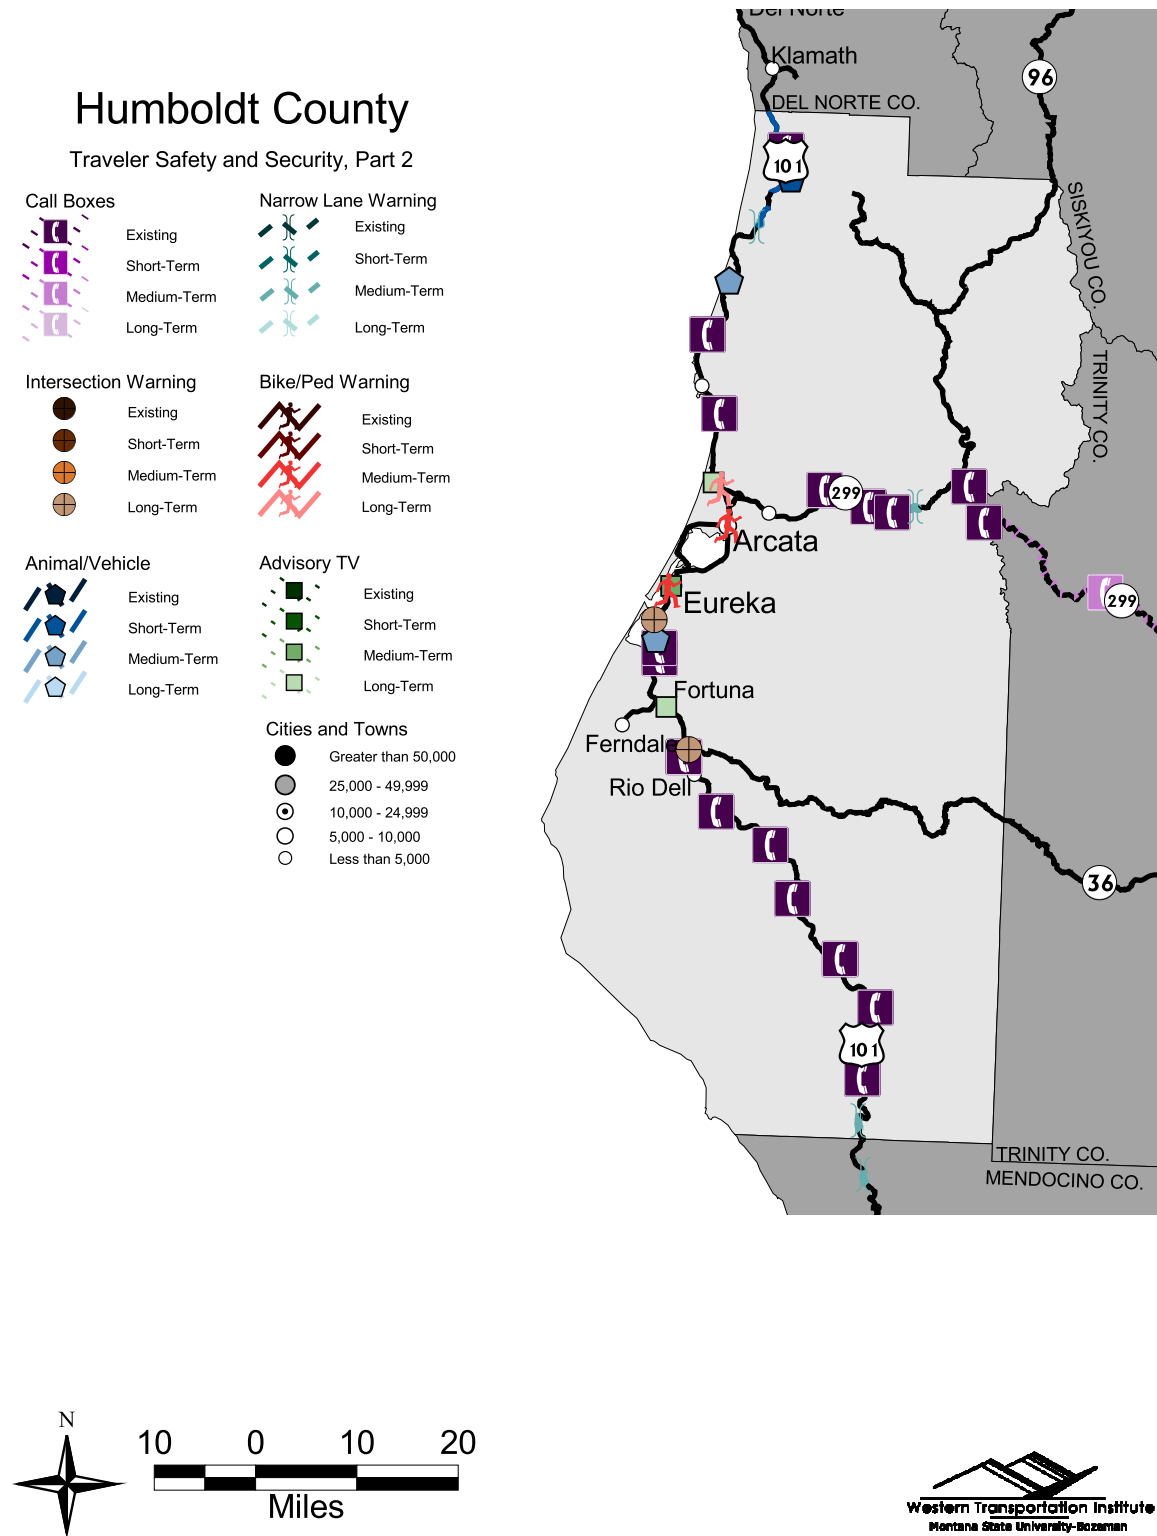 Humboldt County
Traveler Safety and Security, Part 2
Call Boxes
Existing
Short-Term
Medium-Term
Long-Term
Narrow Lane Warning
Existing
Short-Term
Medium-Term
Long-Term
Intersection Warning
Existing
Short-Term
Medium-Term
Long-Term
Bike/Ped Warning
Existing
Short-Term
Medium-Term
Long-Term
Animal/Vehicle
Existing
Short-Term
Medium-Term
Long-Term
Advisory TV
Existing
Short-Term
Medium-Term
Long-Term
Cities and Towns
Greater than 50,000
25,000 - 49,999
10,000 - 24,999
5,000 - 10,000
Less than 5,000
Del Norte
Klamath
96
DEL NORTE CO.
101
SISKIYOU CO.
TRINITY CO.
299
Arcata
Eureka
299
Fortuna
Ferndale
Rio Dell
36
101
TRINITY CO.
MENDOCINO CO.
N
10 0 10 20
Miles
Western Transportation Institute
Montana State University-Bozeman